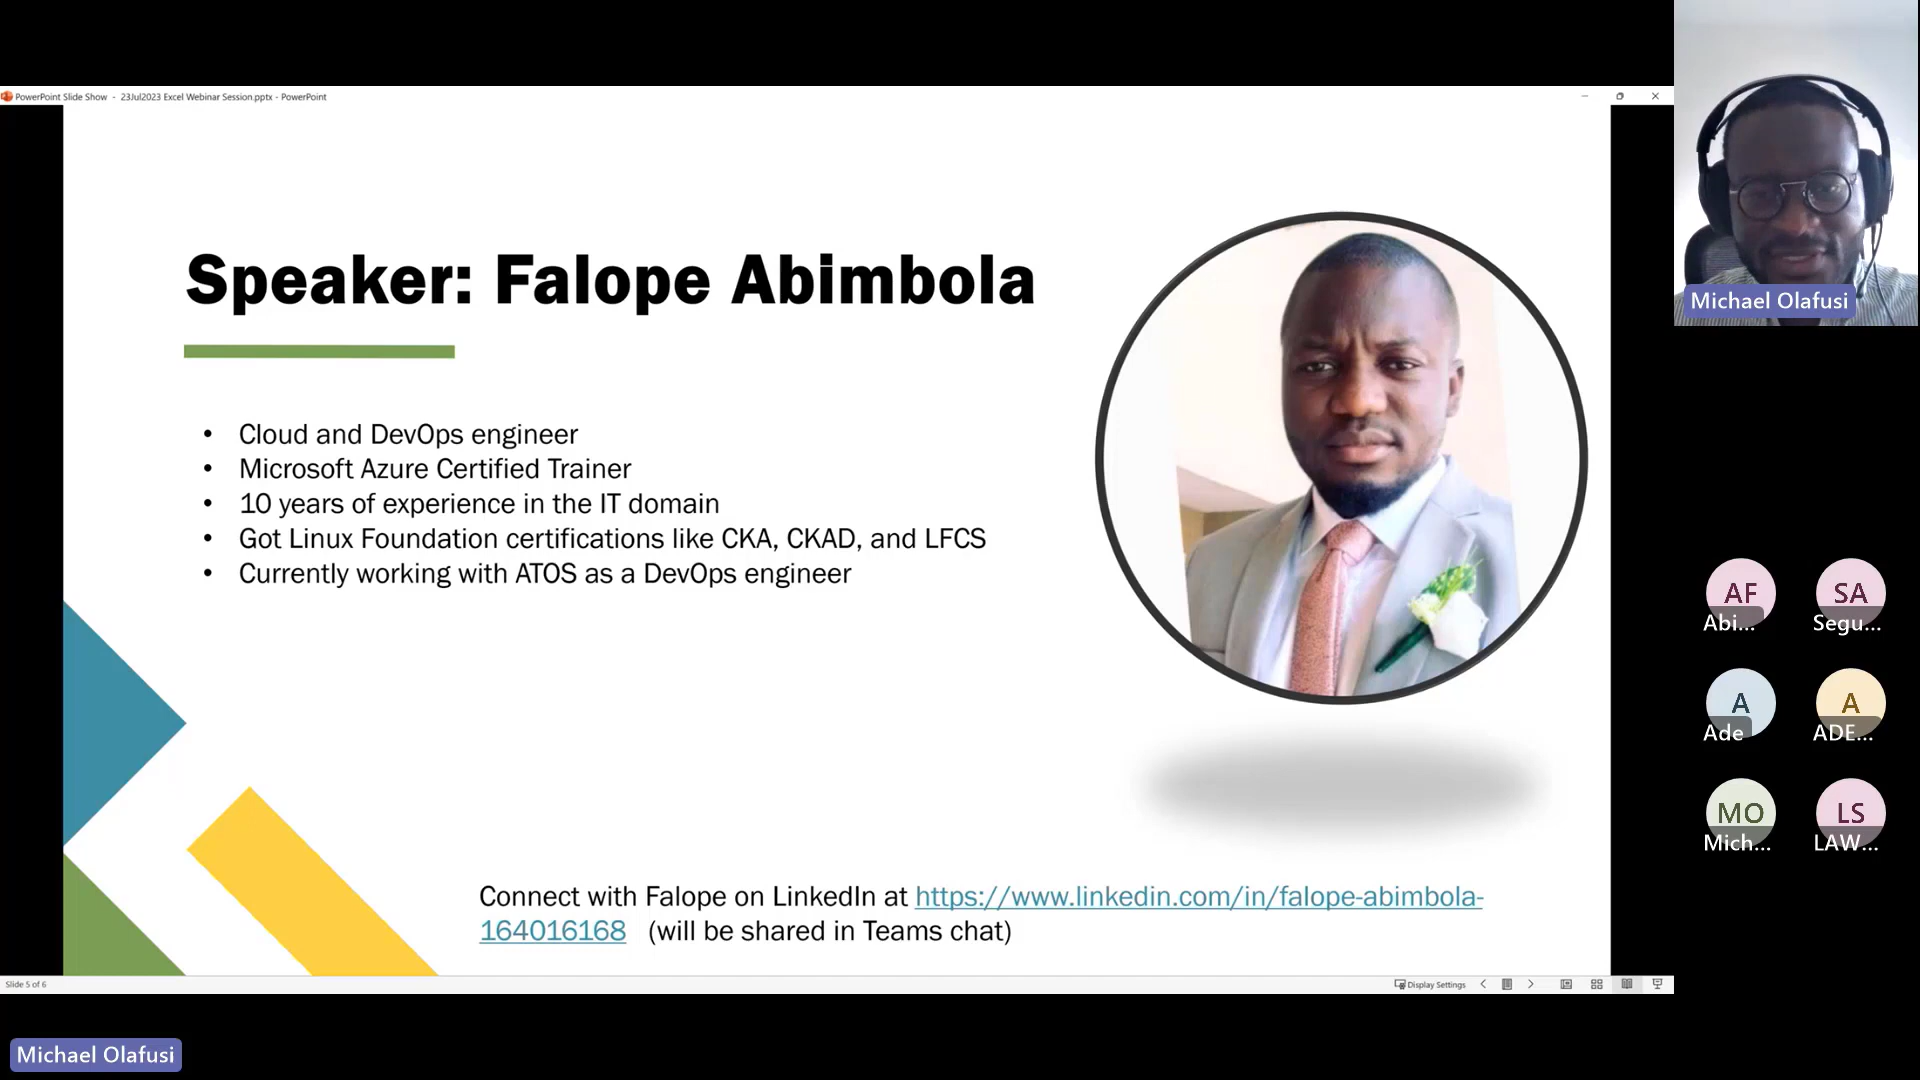 PowerPoint Slide Show - 23Jul2023 Excel Webinar Session.pptx - PowerPoint
Speaker: Falope Abimbola
• Cloud and DevOps engineer
• Microsoft Azure Certified Trainer
• 10 years of experience in the IT domain
• Got Linux Foundation certifications like CKA, CKAD, and LFCS
• Currently working with ATOS as a DevOps engineer
Connect with Falope on LinkedIn at https://www.linkedin.com/in/falope-abimbola-
164016168 (will be shared in Teams chat)
Slide 5 of 6
Display Settings
Michael Olafusi
AF
Abi...
SA
Segu...
A
Ade
A
ADE...
MO
Mich...
LS
LAW...
Michael Olafusi